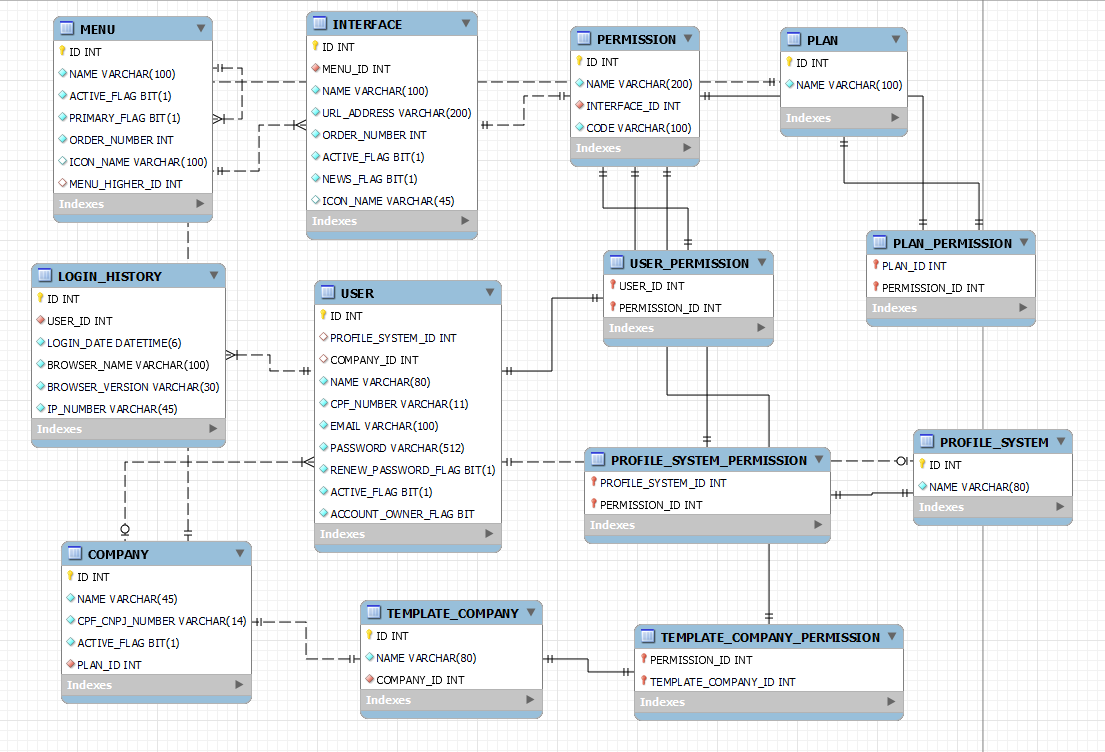 MENU
ID INT
NAME VARCHAR(100)
ACTIVE_FLAG BIT(1)
PRIMARY_FLAG BIT(1)
ORDER_NUMBER INT
ICON_NAME VARCHAR(100)
MENU_HIGHER_ID INT
Indexes
INTERFACE
ID INT
MENU_ID INT
NAME VARCHAR(100)
URL_ADDRESS VARCHAR(200)
ORDER_NUMBER INT
ACTIVE_FLAG BIT(1)
NEWS_FLAG BIT(1)
ICON_NAME VARCHAR(45)
Indexes
PERMISSION
ID INT
NAME VARCHAR(200)
INTERFACE_ID INT
CODE VARCHAR(100)
Indexes
PLAN
ID INT
NAME VARCHAR(100)
Indexes
PLAN_PERMISSION
PLAN_ID INT
PERMISSION_ID INT
Indexes
LOGIN_HISTORY
ID INT
USER_ID INT
LOGIN_DATE DATETIME(6)
BROWSER_NAME VARCHAR(100)
BROWSER_VERSION VARCHAR(30)
IP_NUMBER VARCHAR(45)
Indexes
USER
ID INT
PROFILE_SYSTEM_ID INT
COMPANY_ID INT
NAME VARCHAR(80)
CPF_NUMBER VARCHAR(11)
EMAIL VARCHAR(100)
PASSWORD VARCHAR(512)
RENEW_PASSWORD_FLAG BIT(1)
ACTIVE_FLAG BIT(1)
ACCOUNT_OWNER_FLAG BIT
Indexes
USER_PERMISSION
USER_ID INT
PERMISSION_ID INT
Indexes
PROFILE_SYSTEM_PERMISSION
PROFILE_SYSTEM_ID INT
PERMISSION_ID INT
Indexes
PROFILE_SYSTEM
ID INT
NAME VARCHAR(80)
Indexes
COMPANY
ID INT
NAME VARCHAR(45)
CPF_CNPJ_NUMBER VARCHAR(14)
ACTIVE_FLAG BIT(1)
PLAN_ID INT
Indexes
TEMPLATE_COMPANY
ID INT
NAME VARCHAR(80)
COMPANY_ID INT
Indexes
TEMPLATE_COMPANY_PERMISSION
PERMISSION_ID INT
TEMPLATE_COMPANY_ID INT
Indexes